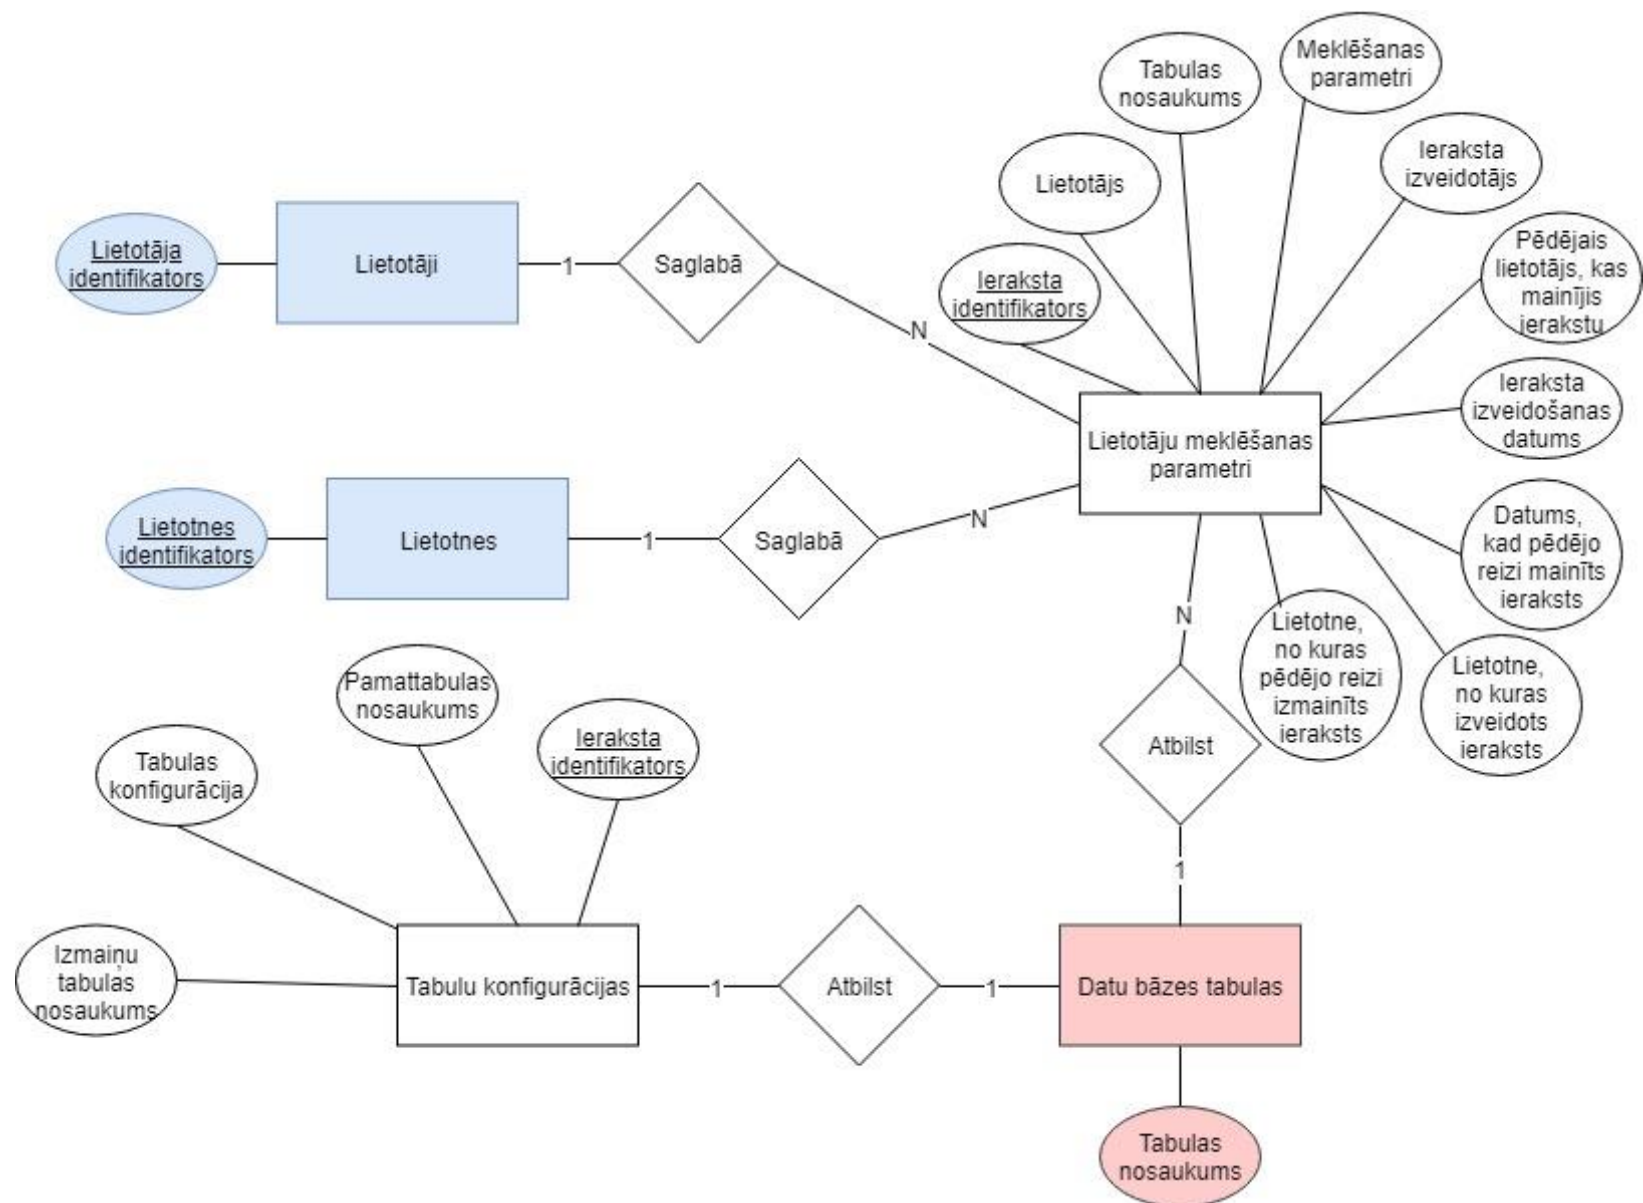 Meklēšanas
parametri
Tabulas
nosaukums
Ieraksta
izveidotājs
Lietotājs
Lietotāja
identifikators
Lietotāji
1
Saglabā
N
Ieraksta
identifikators
Pēdējais
lietotājs, kas
mainījis
ierakstu
Ieraksta
izveidošanas
datums
Lietotāju meklēšanas
parametri
Lietotnes
identifikators
Lietotnes
1
Saglabā
N
Datums,
kad pēdējo
reizi mainīts
ieraksts
N
Lietotne,
no kuras
pēdējo reizi
izmainīts
ieraksts
Lietotne,
no kuras
izveidots
ieraksts
Pamattabulas
nosaukums
Ieraksta
identifikators
Tabulas
konfigurācija
Atbilst
1
Izmaiņu
tabulas
nosaukums
Tabulu konfigurācijas
1
Atbilst
1
Datu bāzes tabulas
Tabulas
nosaukums